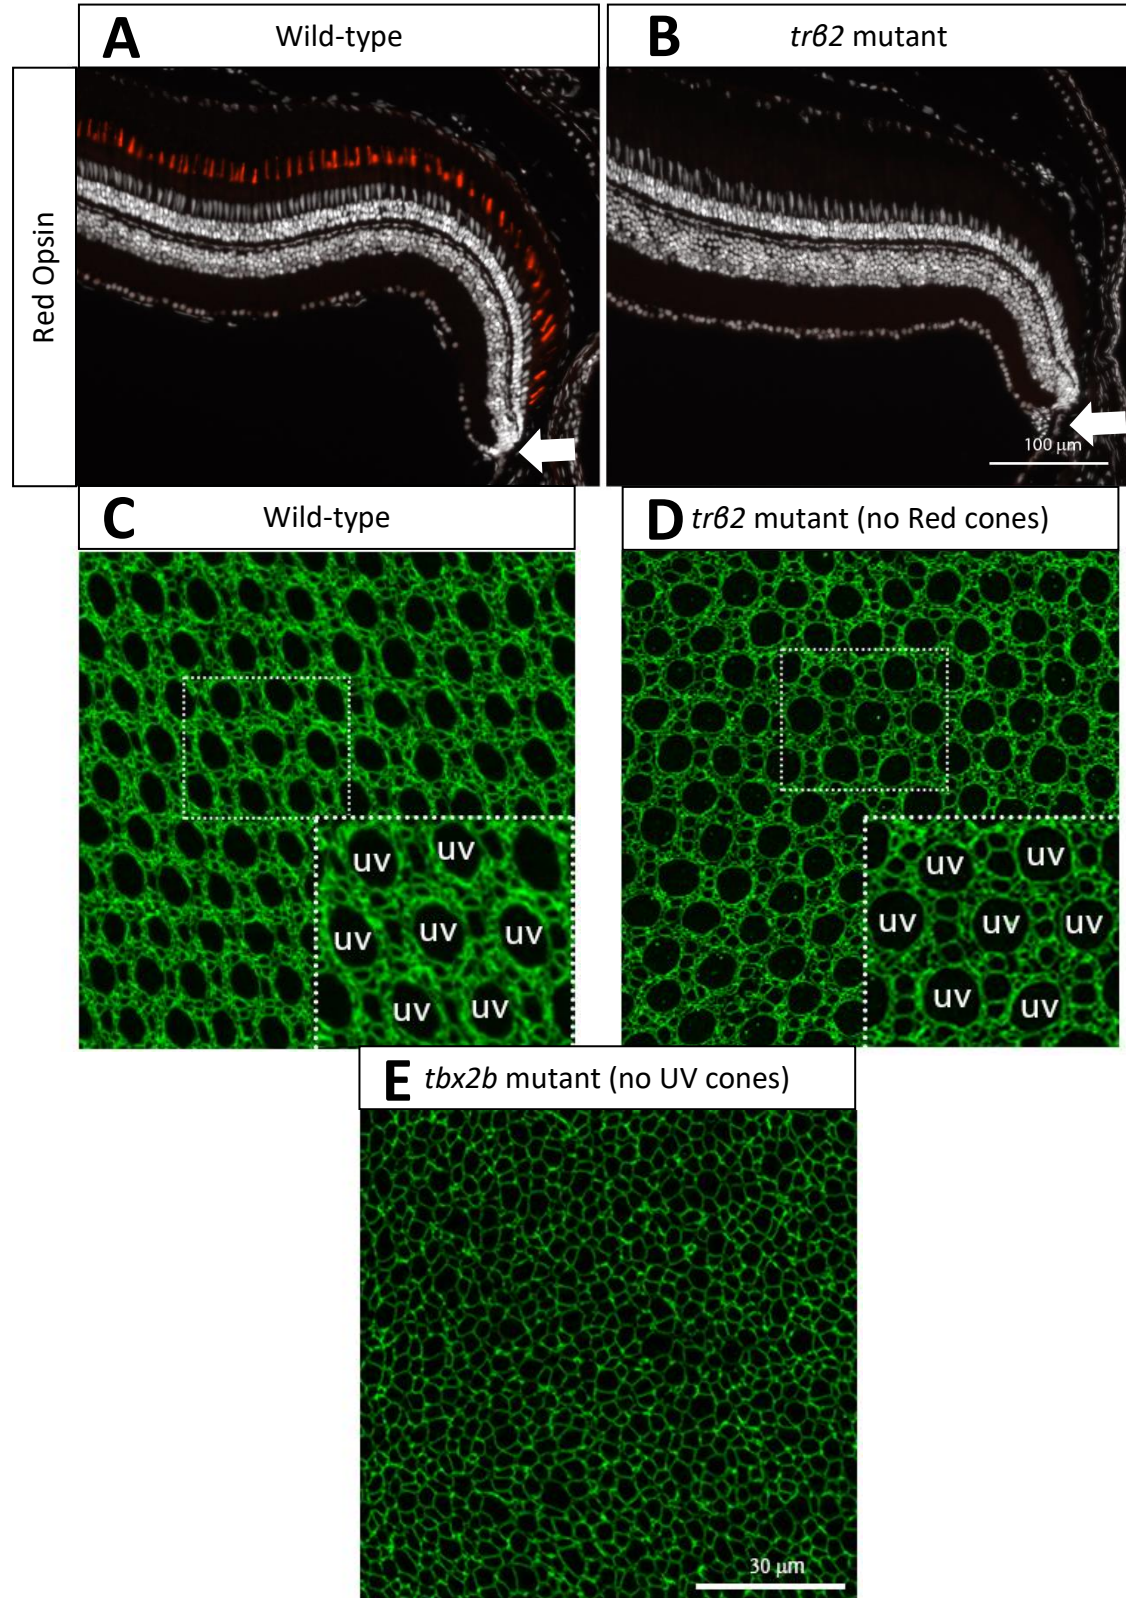 A Wild-type
B trβ2 mutant
Red Opsin
100 µm
C Wild-type
D trβ2 mutant (no Red cones)
uv uv
uv uv uv
uv uv
uv uv
uv uv uv
uv uv
E tbx2b mutant (no UV cones)
30 µm